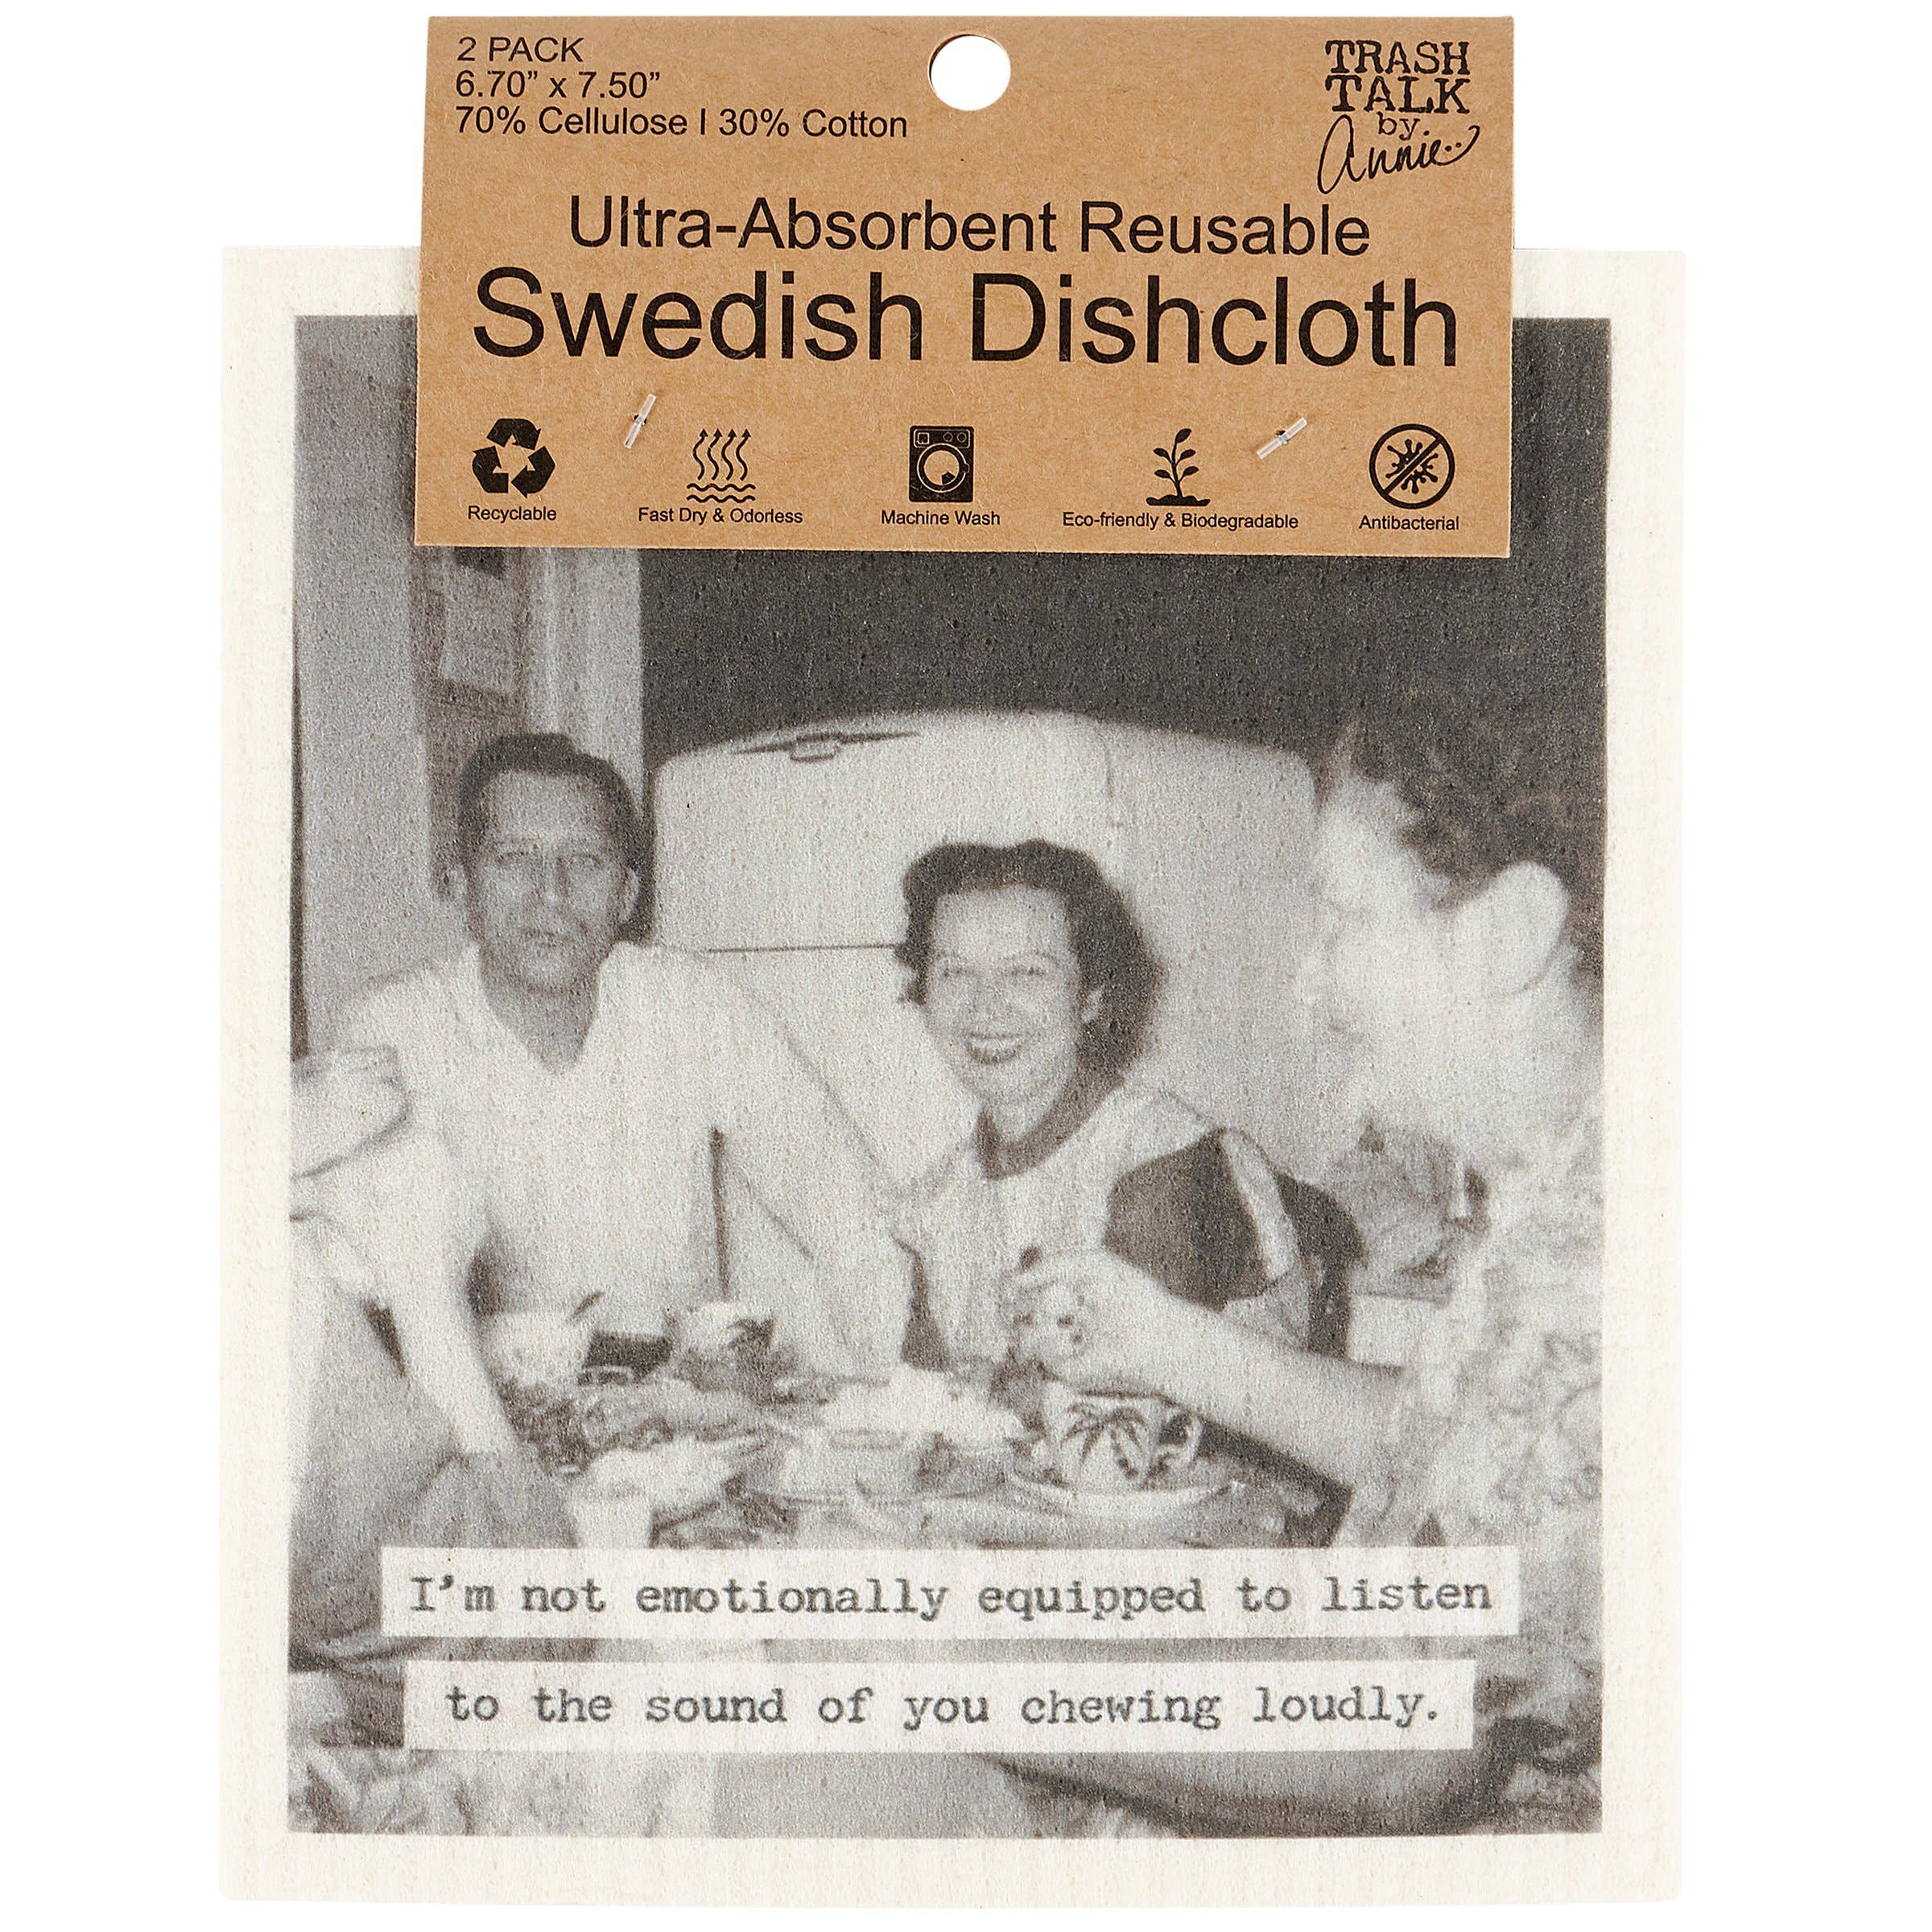 2 PACK
6.70” x 7.50”
70% Cellulose I 30% Cotton
TRASH
TALK
by
Annie
Ultra-Absorbent Reusable
Swedish Dishcloth
Recyclable
Fast Dry & Odorless
Machine Wash
Eco-friendly & Biodegradable
Antibacterial
I’m not emotionally equipped to listen
to the sound of you chewing loudly.